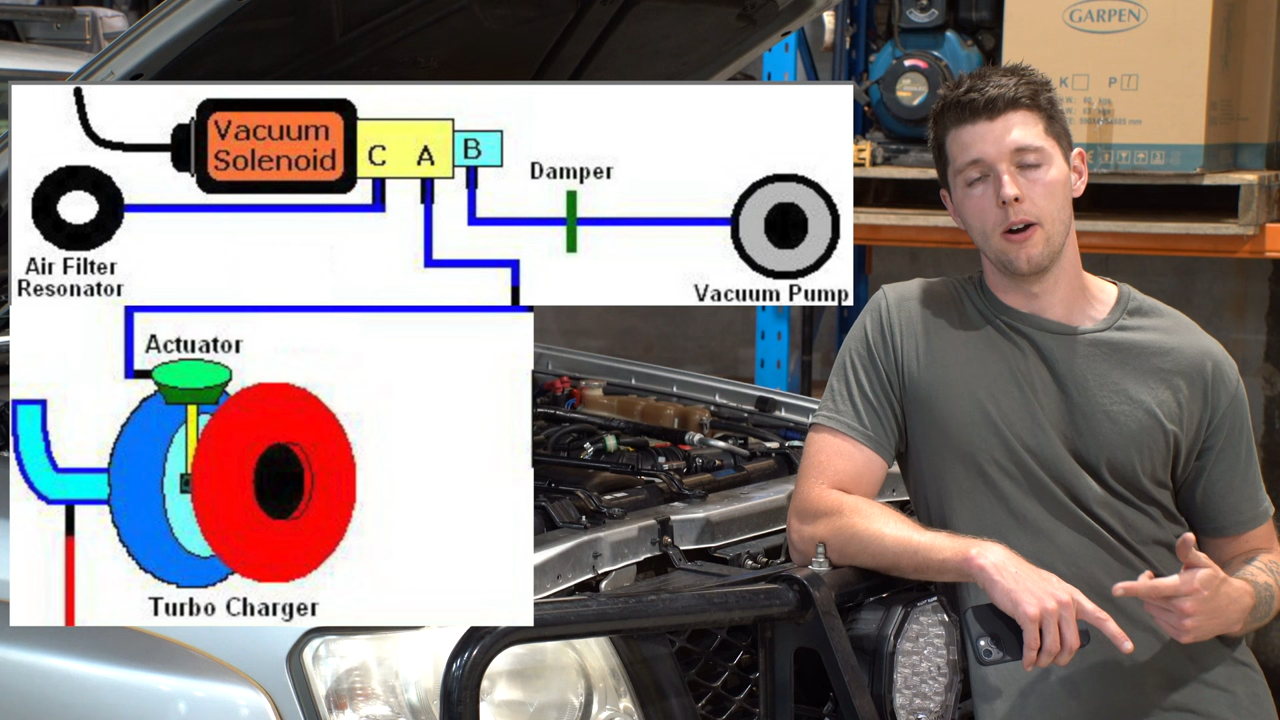 GARPEN
K P
Vacuum
Solenoid
C A B
Damper
Air Filter
Resonator
Vacuum Pump
Actuator
Turbo Charger